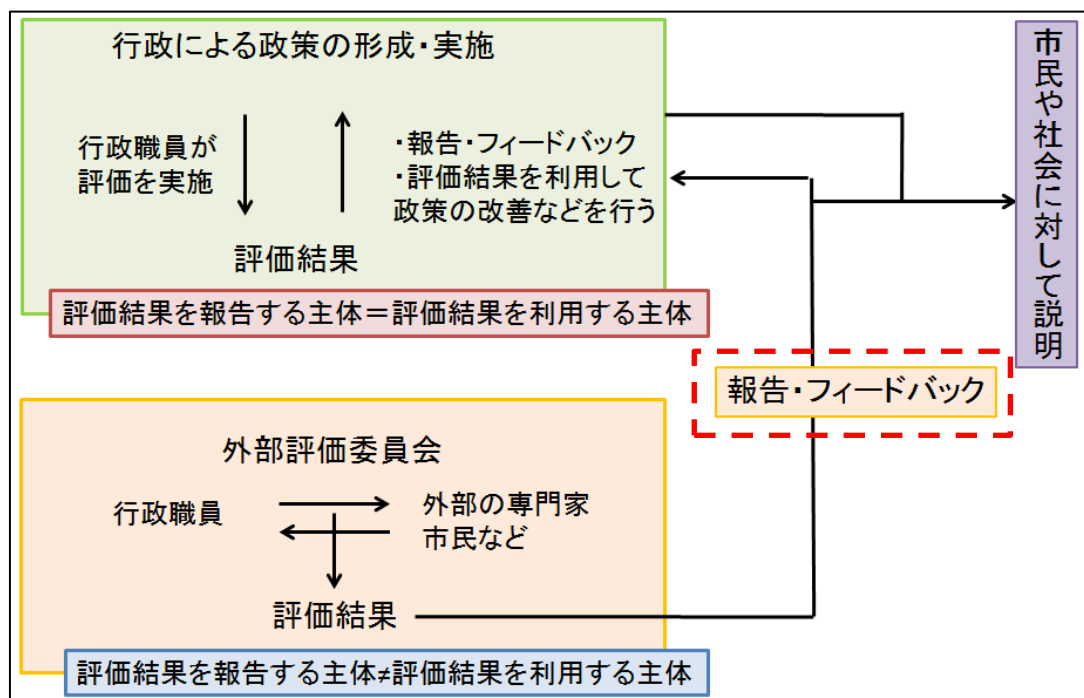 行政による政策の形成・実施
行政職員が
評価を実施
・報告・フィードバック
・評価結果を利用して
政策の改善などを行う
評価結果
評価結果を報告する主体＝評価結果を利用する主体
市民や社会に対して説明
報告・フィードバック
外部評価委員会
行政職員
外部の専門家
市民など
評価結果
評価結果を報告する主体≠評価結果を利用する主体